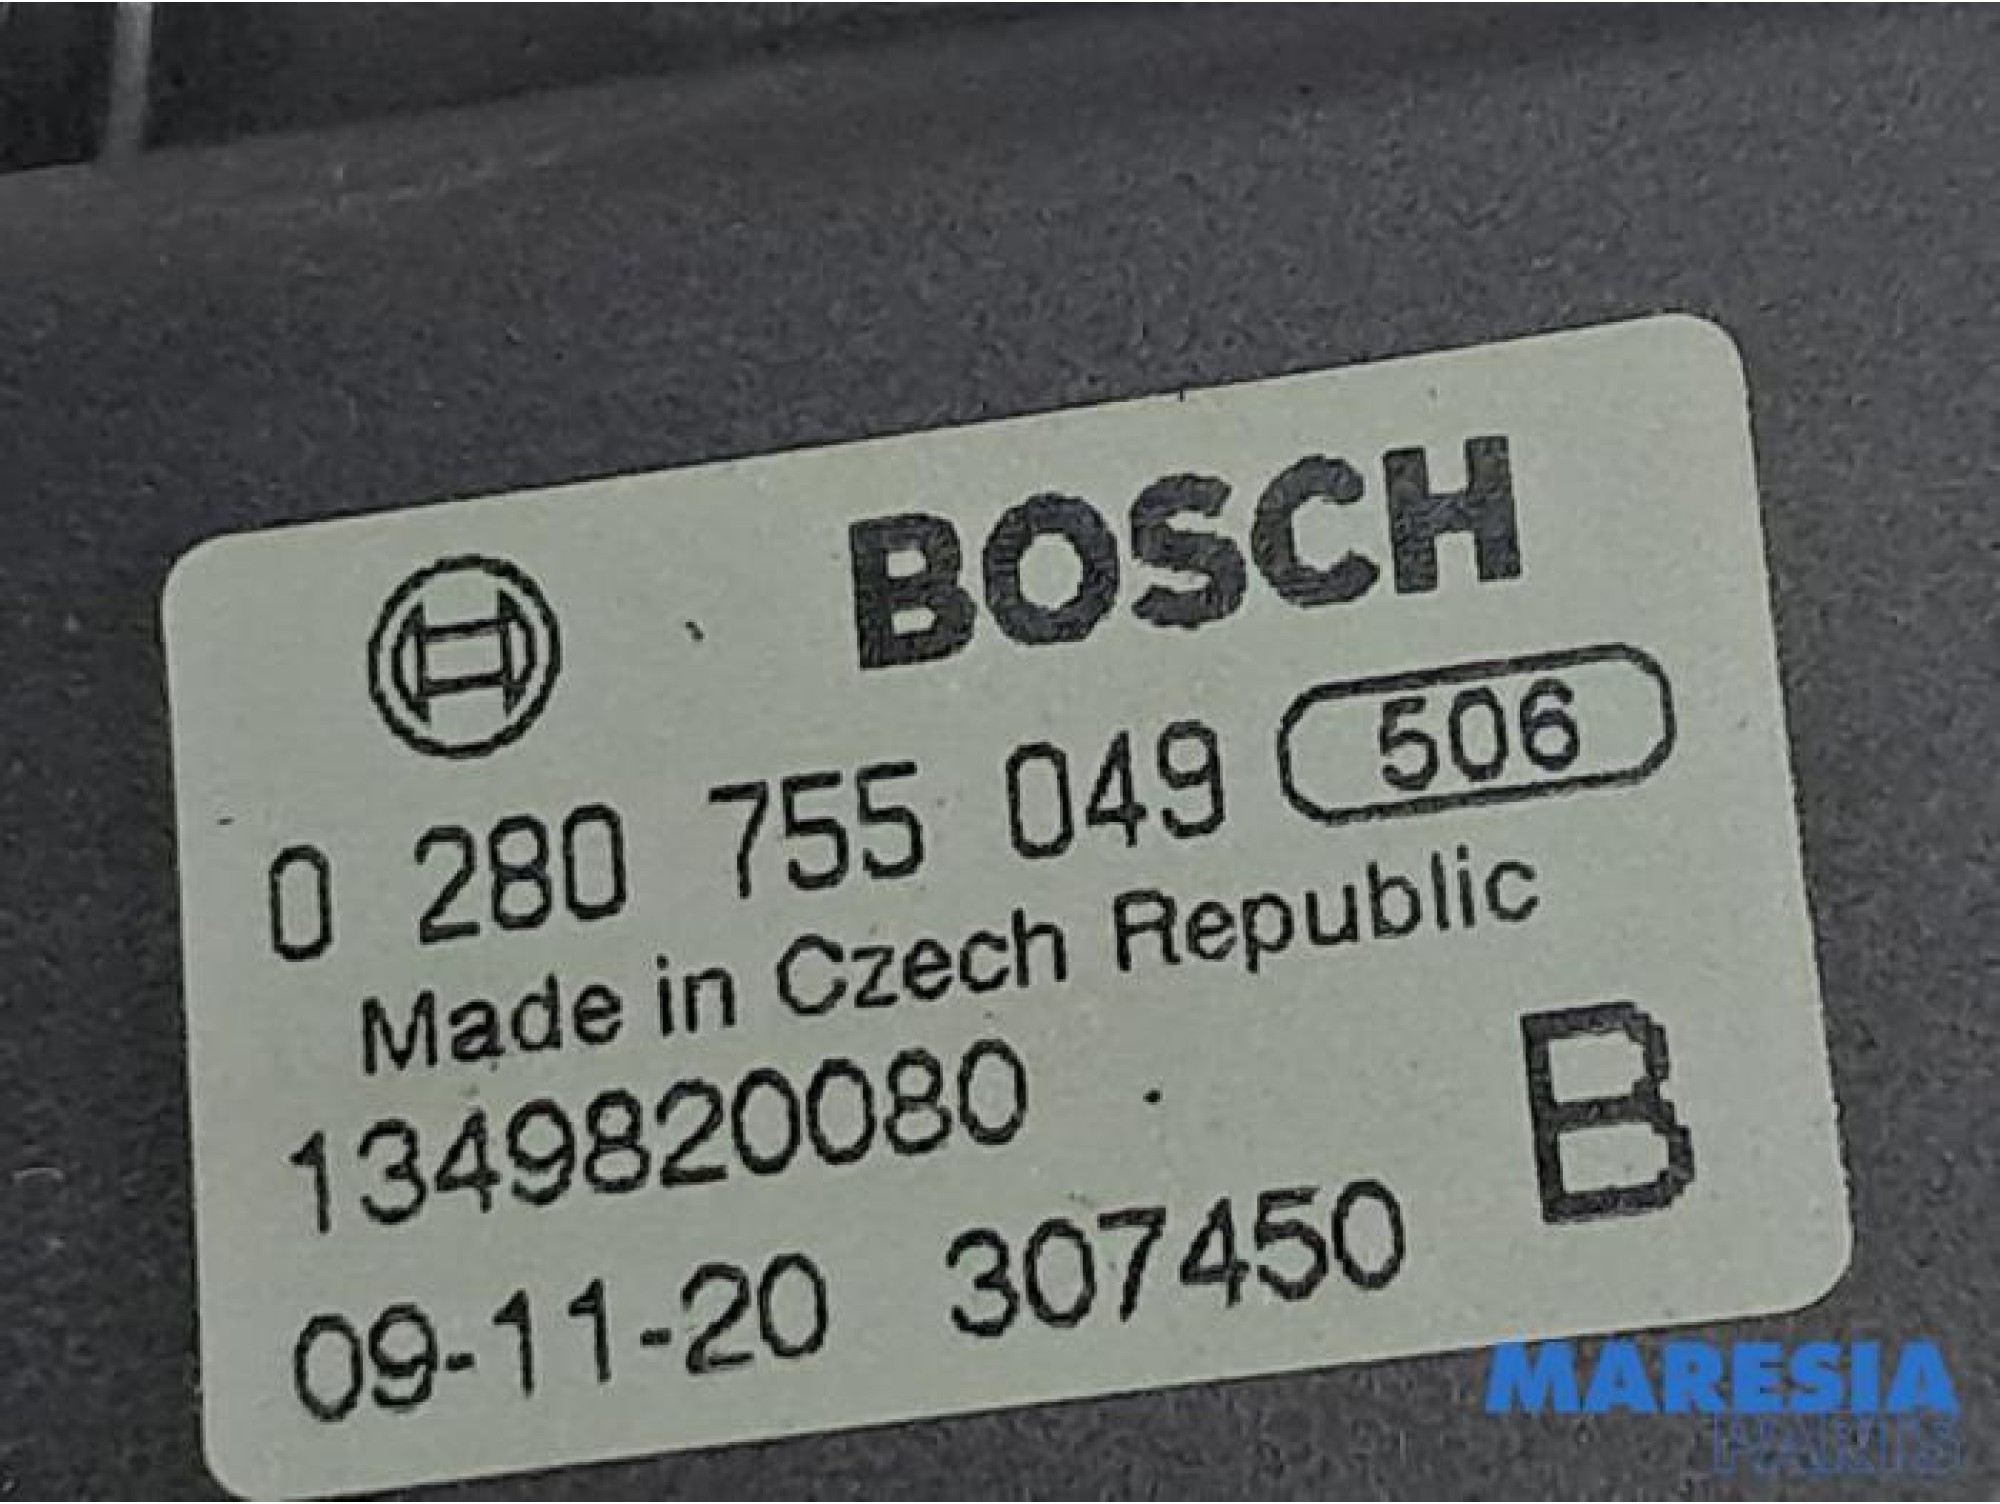 BOSCH
0 280 755 049 506
Made in Czech Republic
1349820080
B
09-11-20 307450
MARESIA
PARTS